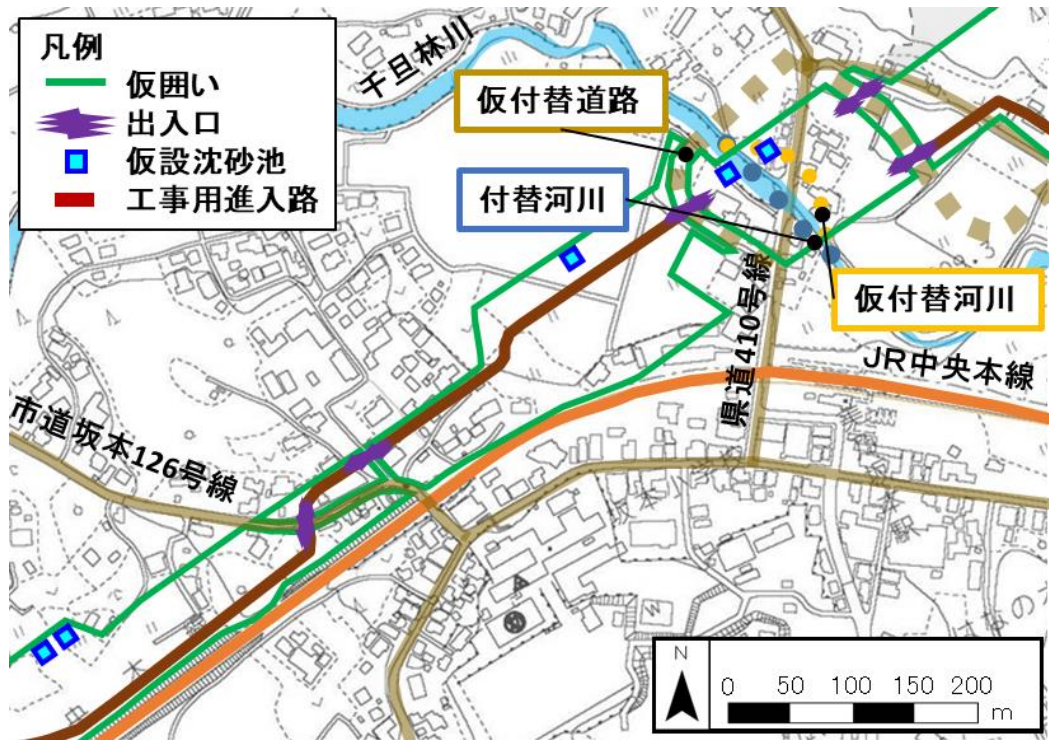 凡例
仮囲い
出入口
仮設沈砂池
工事用進入路
千旦林川
仮付替道路
付替河川
仮付替河川
県道410号線
JR中央本線
市道坂本126号線
N
0 50 100 150 200
m